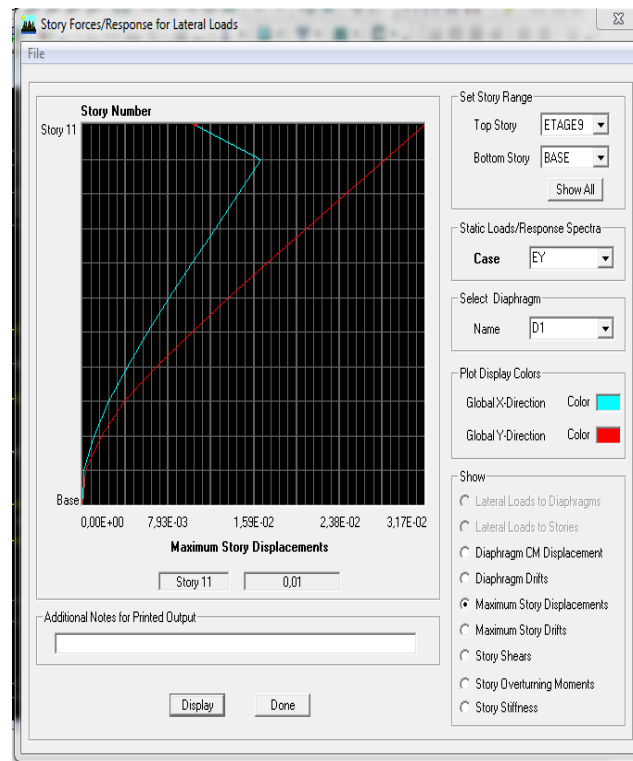 Story Forces/Response for Lateral Loads
File
Story Number
Story 11
Base
0,00E+00 7,93E-03 1,59E-02 2,38E-02 3,17E-02
Maximum Story Displacements
Story 11 0,01
Additional Notes for Printed Output
Display Done
Set Story Range
Top Story ETAGE9
Bottom Story BASE
Show All
Static Loads/Response Spectra
Case EY
Select Diaphragm
Name D1
Plot Display Colors
Global X-Direction Color
Global Y-Direction Color
Show
Lateral Loads to Diaphragms
Lateral Loads to Stories
Diaphragm CM Displacement
Diaphragm Drifts
Maximum Story Displacements
Maximum Story Drifts
Story Shears
Story Overturning Moments
Story Stiffness